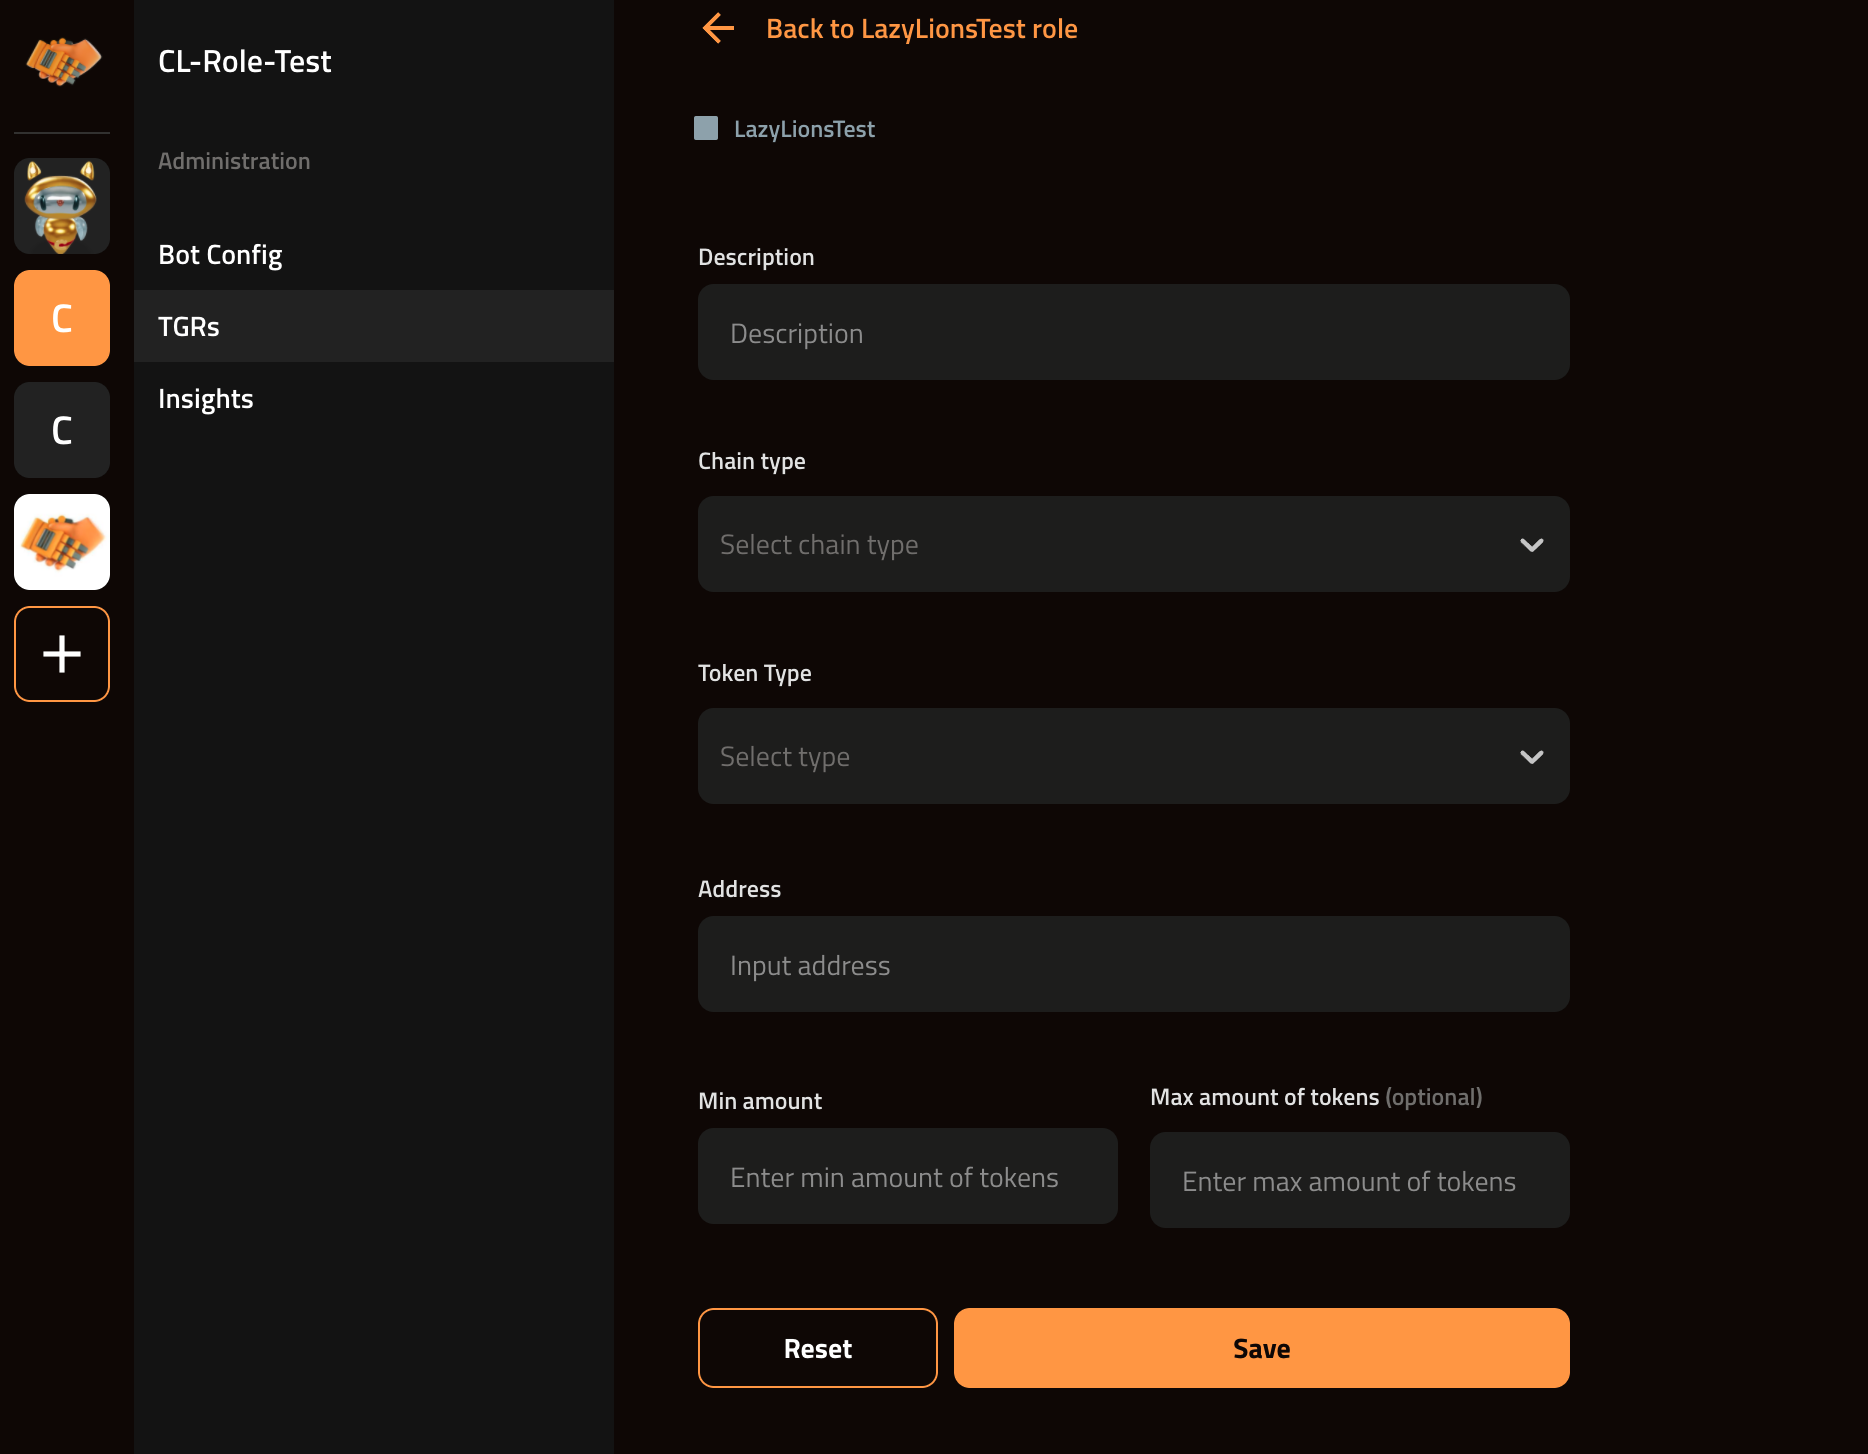 CL-Role-Test
Administration
Bot Config
TGRs
Insights
C
C
Back to LazyLionsTest role
LazyLionsTest
Description
Description
Chain type
Select chain type
Token Type
Select type
Address
Input address
Min amount
Enter min amount of tokens
Max amount of tokens (optional)
Enter max amount of tokens
Reset
Save